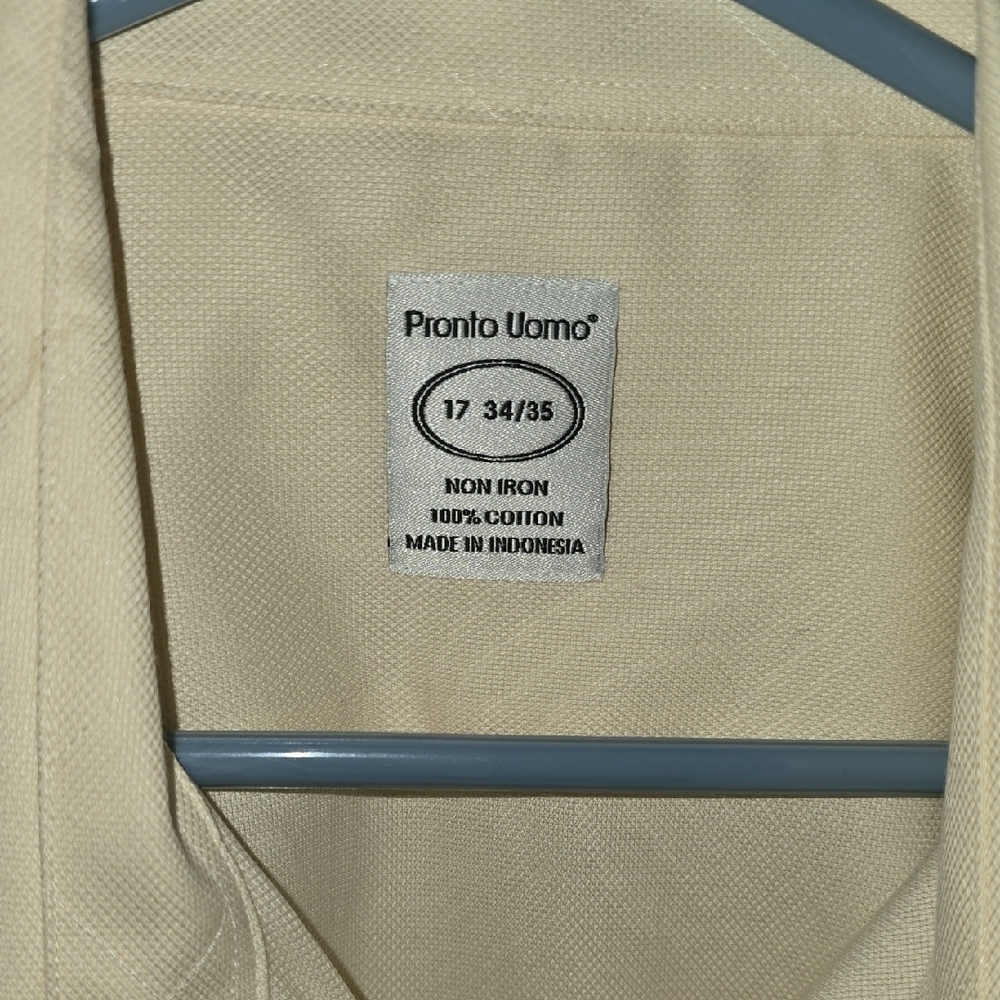 Pronto Uomo®
17 34/35
NON IRON
100% COTTON
MADE IN INDONESIA